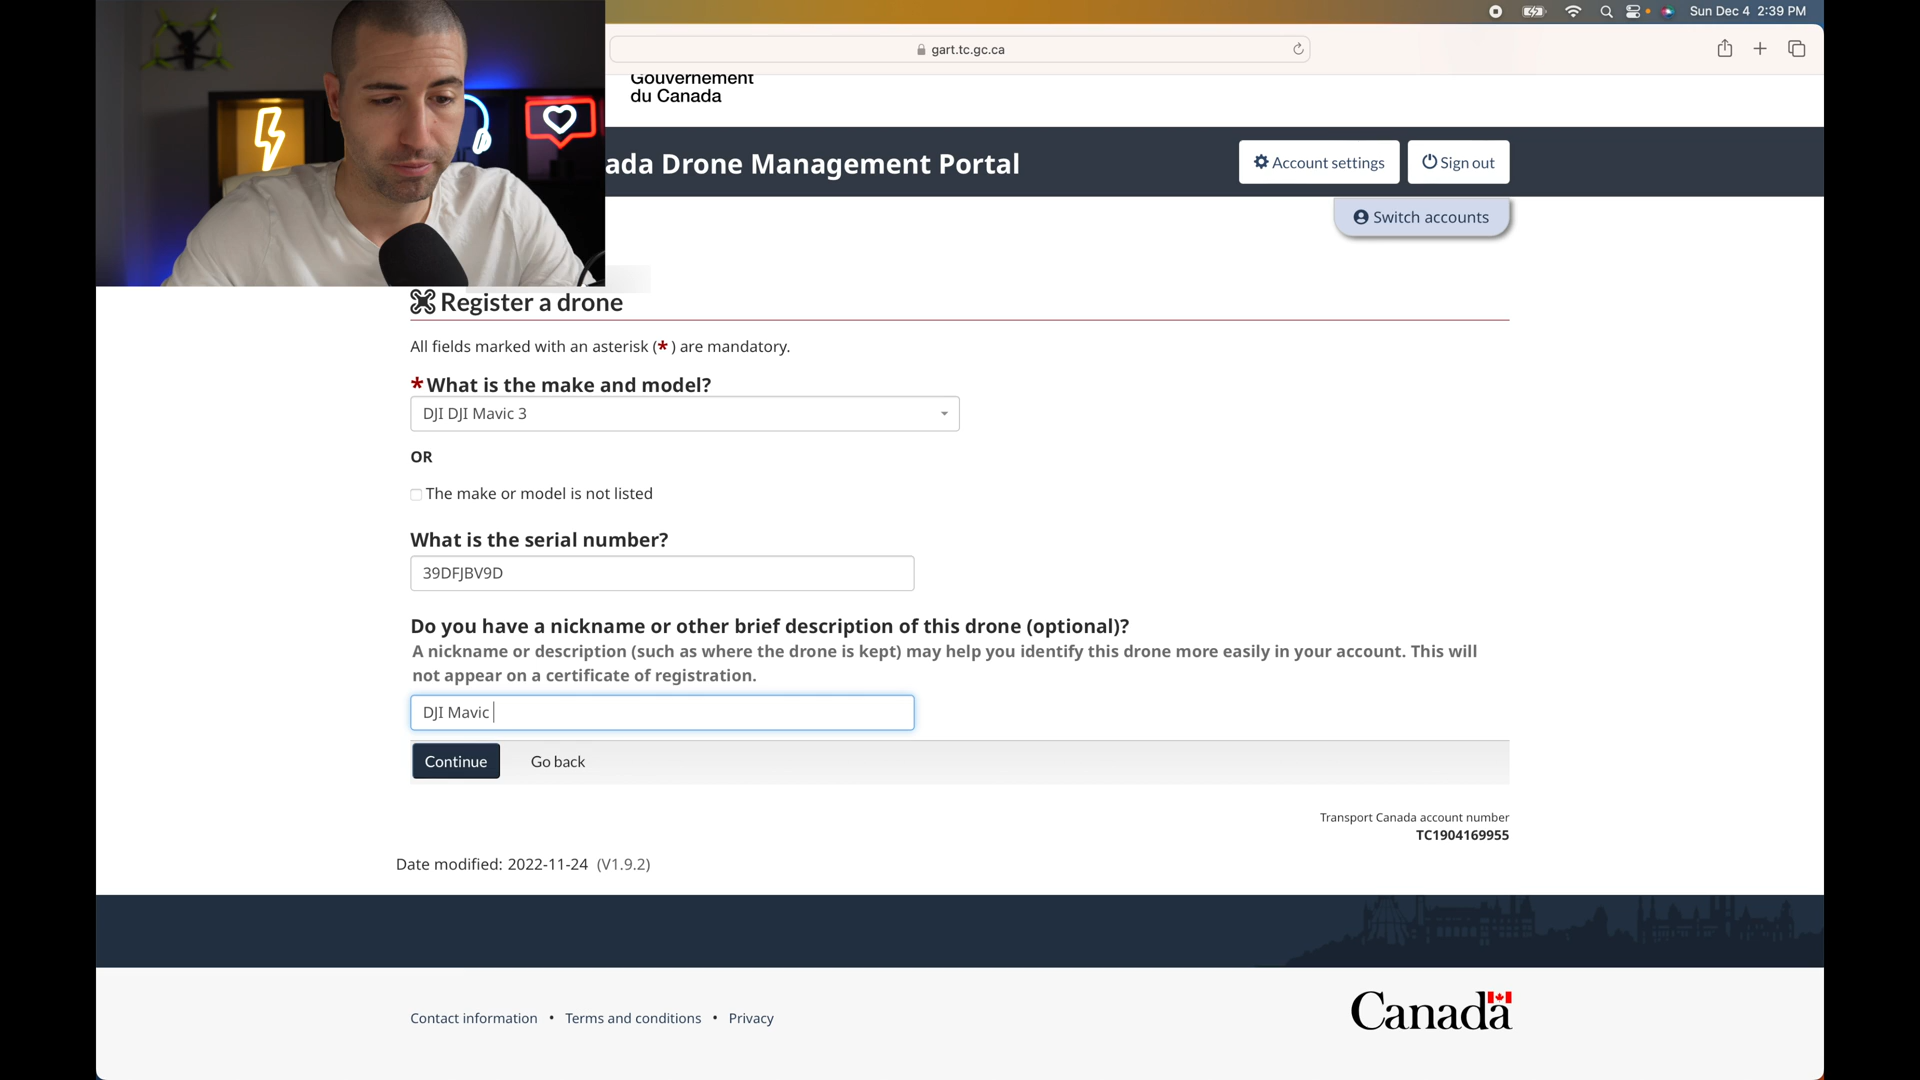 Sun Dec 4 2:39 PM
gart.tc.gc.ca
Gouvernement
du Canada
ada Drone Management Portal
Account settings
Sign out
Switch accounts
Register a drone
All fields marked with an asterisk (* ) are mandatory.
* What is the make and model?
DJI DJI Mavic 3
OR
The make or model is not listed
What is the serial number?
39DFJBV9D
Do you have a nickname or other brief description of this drone (optional)?
A nickname or description (such as where the drone is kept) may help you identify this drone more easily in your account. This will
not appear on a certificate of registration.
DJI Mavic
Continue
Go back
Transport Canada account number
TC1904169955
Date modified: 2022-11-24 (V1.9.2)
Contact information • Terms and conditions • Privacy
Canada